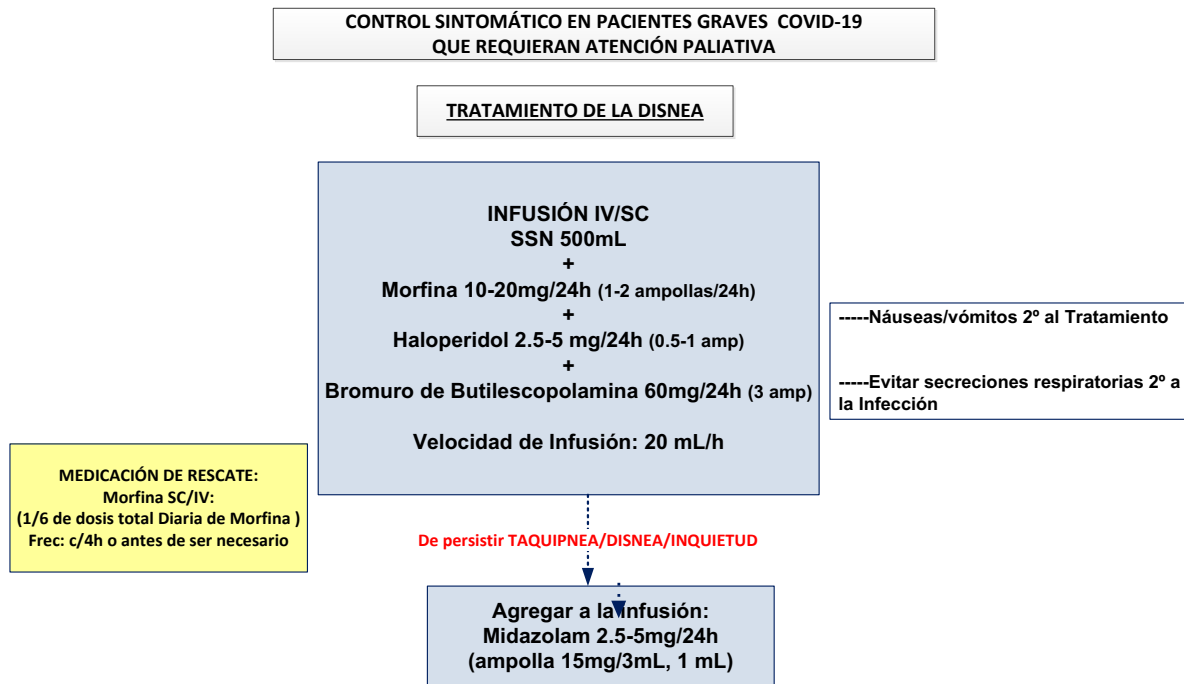 CONTROL SINTOMÁTICO EN PACIENTES GRAVES COVID-19
QUE REQUIERAN ATENCIÓN PALIATIVA
TRATAMIENTO DE LA DISNEA
INFUSIÓN IV/SC
SSN 500mL
+
Morfina 10-20mg/24h (1-2 ampollas/24h)
+
Haloperidol 2.5-5 mg/24h (0.5-1 amp)
+
Bromuro de Butilescopolamina 60mg/24h (3 amp)
Velocidad de Infusión: 20 mL/h
-----Náuseas/vómitos 2º al Tratamiento
-----Evitar secreciones respiratorias 2º a
la Infección
MEDICACIÓN DE RESCATE:
Morfina SC/IV:
(1/6 de dosis total Diaria de Morfina )
Frec: c/4h o antes de ser necesario
De persistir TAQUIPNEA/DISNEA/INQUIETUD
Agregar a la infusión:
Midazolam 2.5-5mg/24h
(ampolla 15mg/3mL, 1 mL)